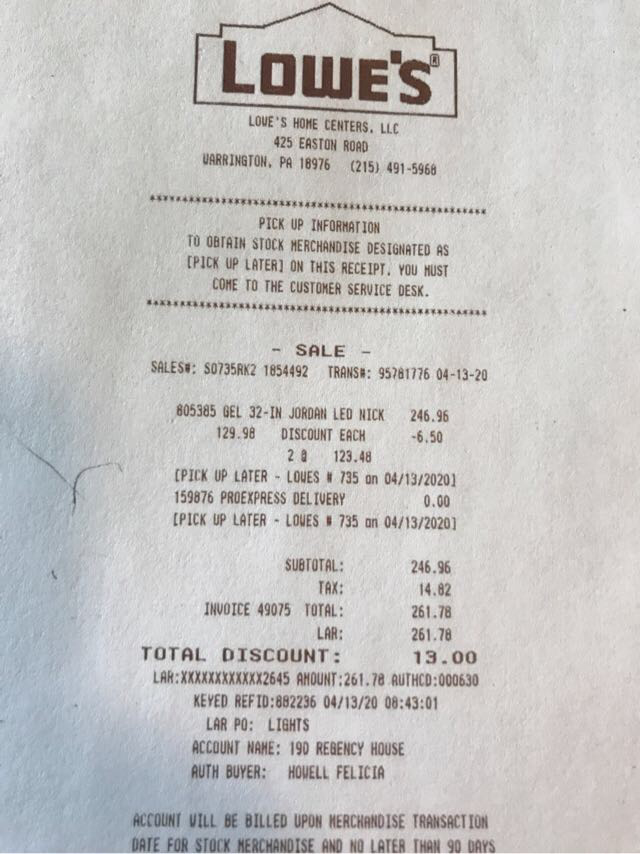 LOWE'S®
LOWE'S HOME CENTERS, LLC
425 EASTON ROAD
WARRINGTON, PA 18976 (215) 491-5968
****************************************************
PICK UP INFORMATION
TO OBTAIN STOCK MERCHANDISE DESIGNATED AS
[PICK UP LATER] ON THIS RECEIPT, YOU MUST
COME TO THE CUSTOMER SERVICE DESK.
****************************************************
- SALE -
SALES#: S0735RK2 1854492 TRANS#: 95781776 04-13-20
805385 GEL 32-IN JORDAN LED NICK 246.96
129.98 DISCOUNT EACH -6.50
2 @ 123.48
[PICK UP LATER - LOWES # 735 on 04/13/2020]
159876 PROEXPRESS DELIVERY 0.00
[PICK UP LATER - LOWES # 735 on 04/13/2020]
SUBTOTAL: 246.96
TAX: 14.82
INVOICE 49075 TOTAL: 261.78
LAR: 261.78
TOTAL DISCOUNT: 13.00
LAR:XXXXXXXXXXXX2645 AMOUNT:261.78 AUTHCD:000630
KEYED REFID:882236 04/13/20 08:43:01
LAR PO: LIGHTS
ACCOUNT NAME: 190 REGENCY HOUSE
AUTH BUYER: HOWELL FELICIA
ACCOUNT WILL BE BILLED UPON MERCHANDISE TRANSACTION
DATE FOR STOCK MERCHANDISE AND NO LATER THAN 90 DAYS